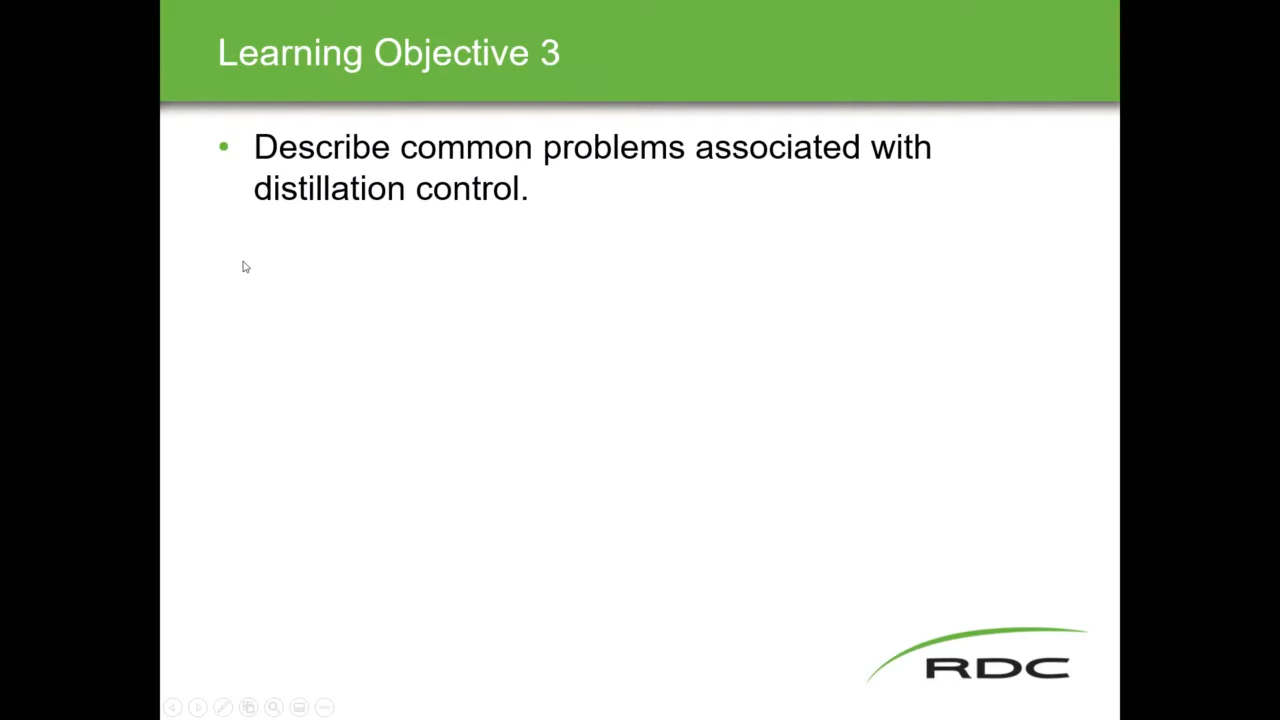 Learning Objective 3
• Describe common problems associated with
distillation control.
RDC